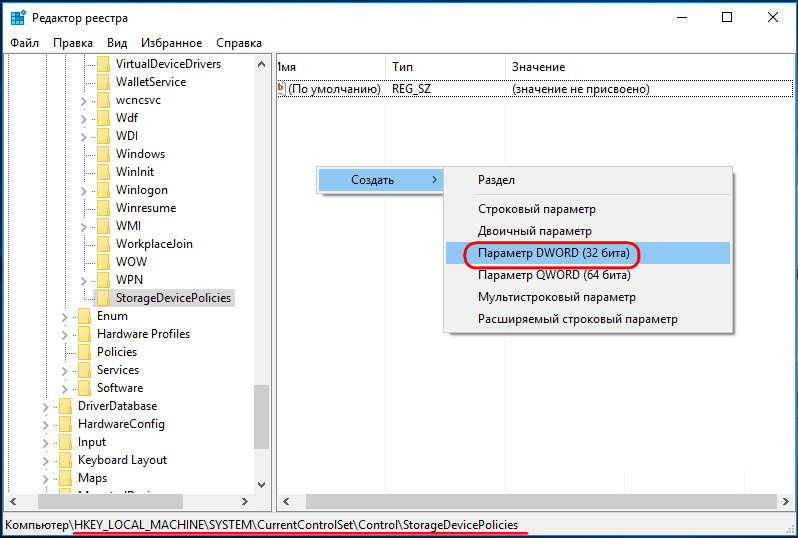 Редактор реестра
Файл Правка Вид Избранное Справка
VirtualDeviceDrivers
WalletService
wcncsvc
Wdf
WDI
Windows
WinInit
Winlogon
Winresume
WMI
WorkplaceJoin
WOW
WPN
StorageDevicePolicies
Enum
Hardware Profiles
Policies
Services
Software
DriverDatabase
HardwareConfig
Input
Keyboard Layout
Maps
Имя Тип Значение
(По умолчанию) REG_SZ (значение не присвоено)
Создать
Раздел
Строковый параметр
Двоичный параметр
Параметр DWORD (32 бита)
Параметр QWORD (64 бита)
Мультистроковый параметр
Расширяемый строковый параметр
Компьютер\HKEY_LOCAL_MACHINE\SYSTEM\CurrentControlSet\Control\StorageDevicePolicies